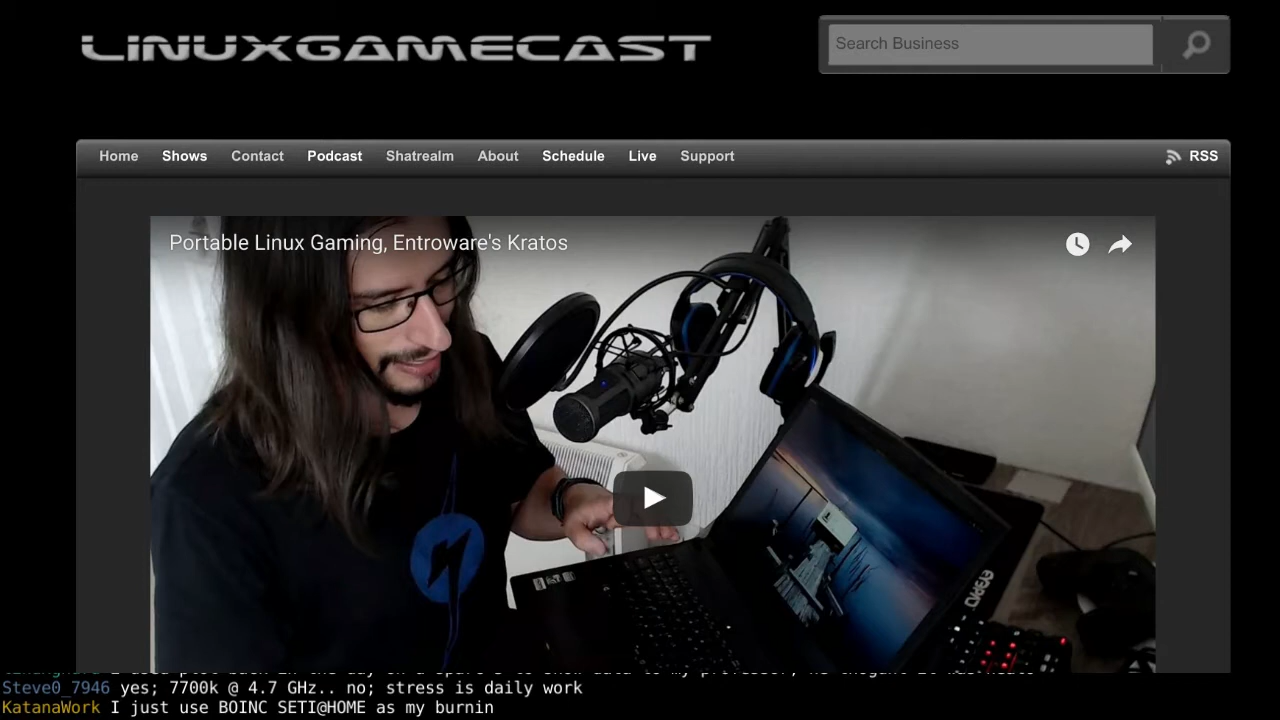 LINUXGAMECAST
Search Business
Home Shows Contact Podcast Shatrealm About Schedule Live Support RSS
Portable Linux Gaming, Entroware's Kratos
Steve0_7946 yes; 7700k @ 4.7 GHz.. no; stress is daily work
KatanaWork I just use BOINC SETI@HOME as my burnin